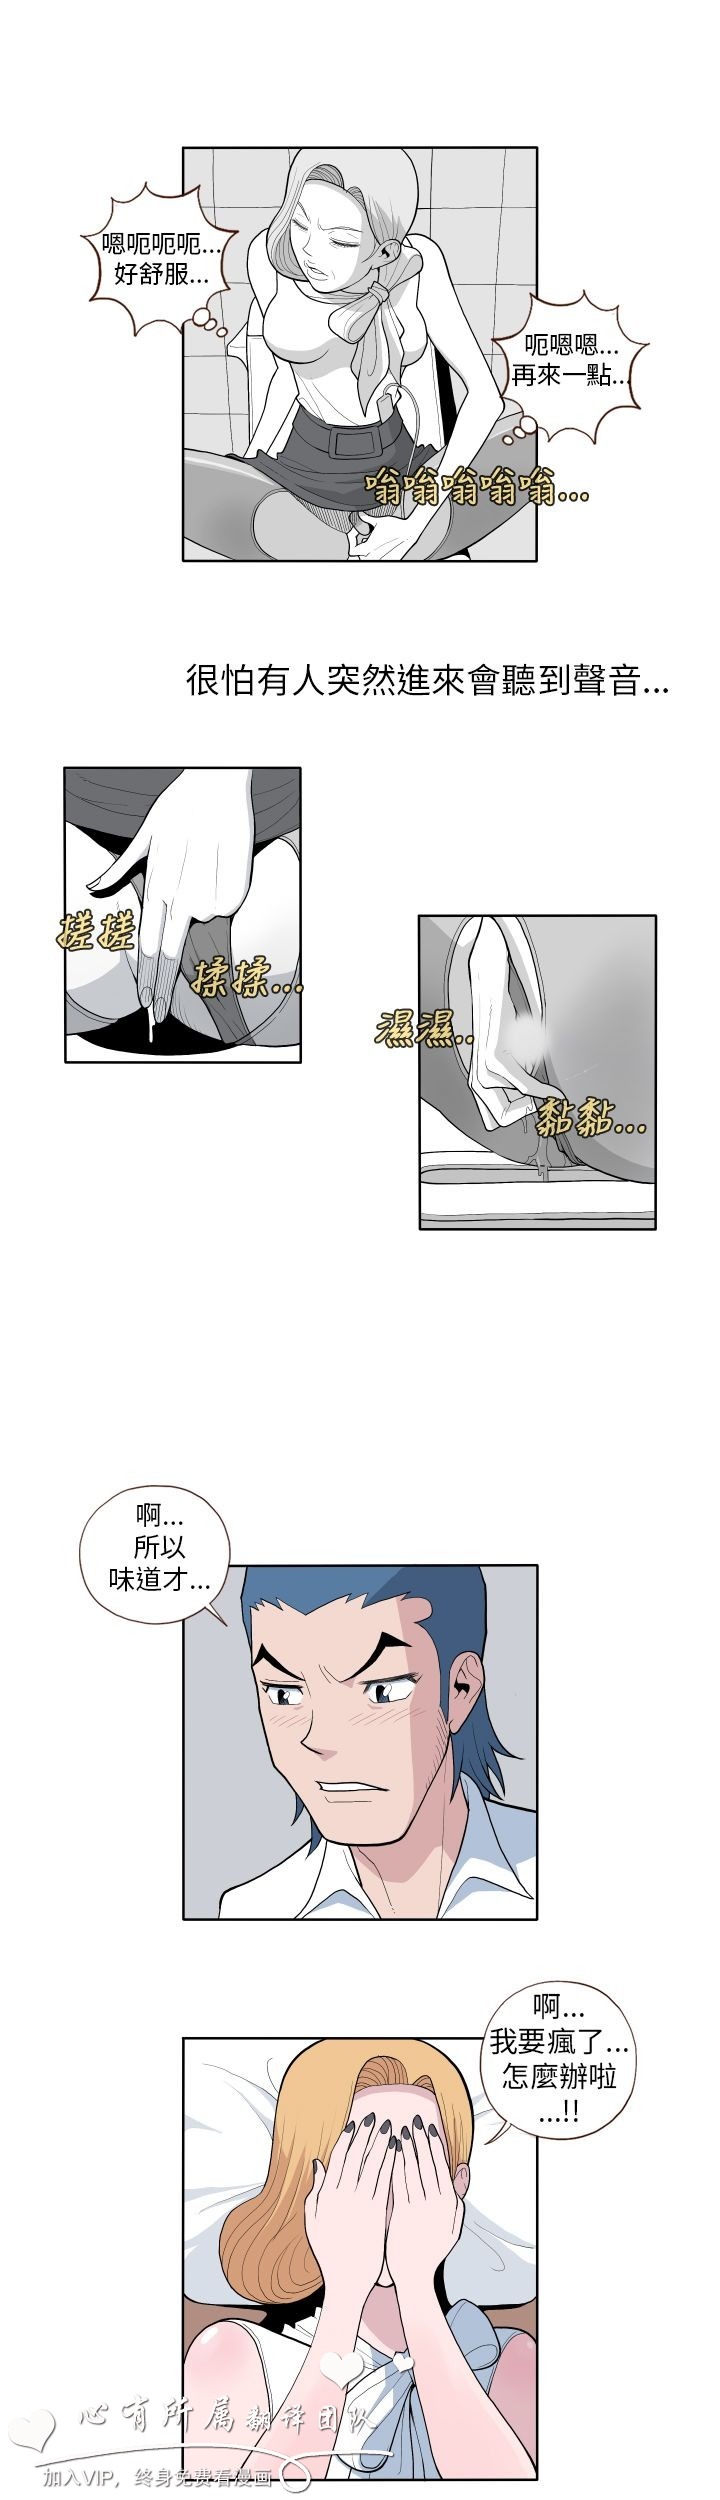 嗯呃呃呃...
好舒服...
呃嗯嗯...
再來一點...
嗡嗡嗡嗡嗡...
很怕有人突然進來會聽到聲音...
搓搓
揉揉...
濕濕..
黏黏...
啊...
所以
味道才...
啊...
我要瘋了...
怎麼辦啦
...!!
心有所属翻译团队
加入VIP，终身免费看漫画